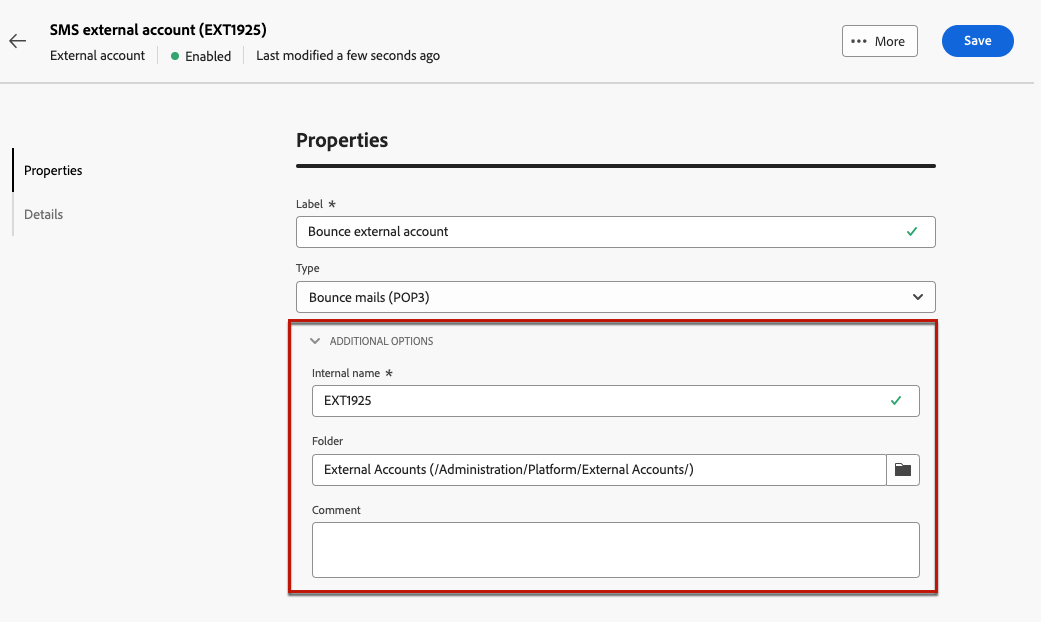 SMS external account (EXT1925)
External account
Enabled
Last modified a few seconds ago
••• More
Save
Properties
Details
Properties
Label *
Bounce external account
Type
Bounce mails (POP3)
ADDITIONAL OPTIONS
Internal name *
EXT1925
Folder
External Accounts (/Administration/Platform/External Accounts/)
Comment